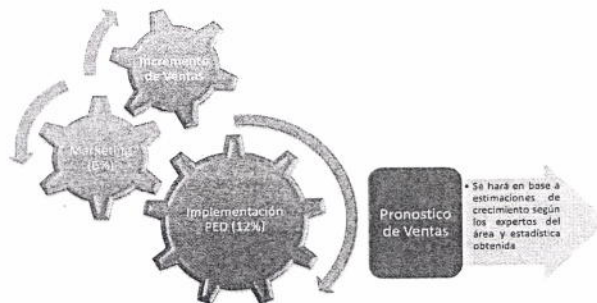 Incremento
de Ventas
Marketing
(6%)
Implementación
PED (12%)
Pronostico
de Ventas
• Se hará en base a
estimaciones de
crecimiento según
los expertos del
área y estadística
obtenida